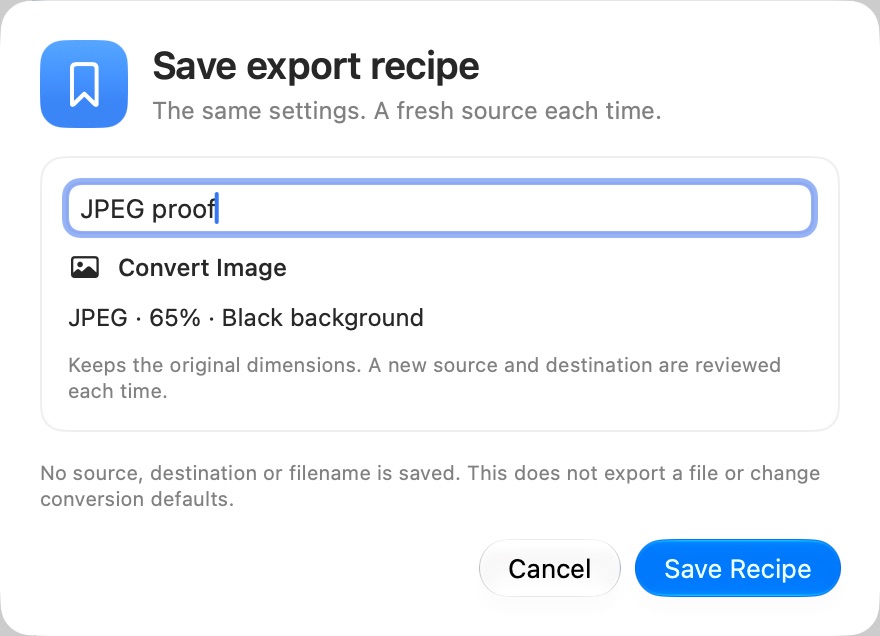 Save export recipe
The same settings. A fresh source each time.
JPEG proof
Convert Image
JPEG · 65% · Black background
Keeps the original dimensions. A new source and destination are reviewed
each time.
No source, destination or filename is saved. This does not export a file or change
conversion defaults.
Cancel
Save Recipe